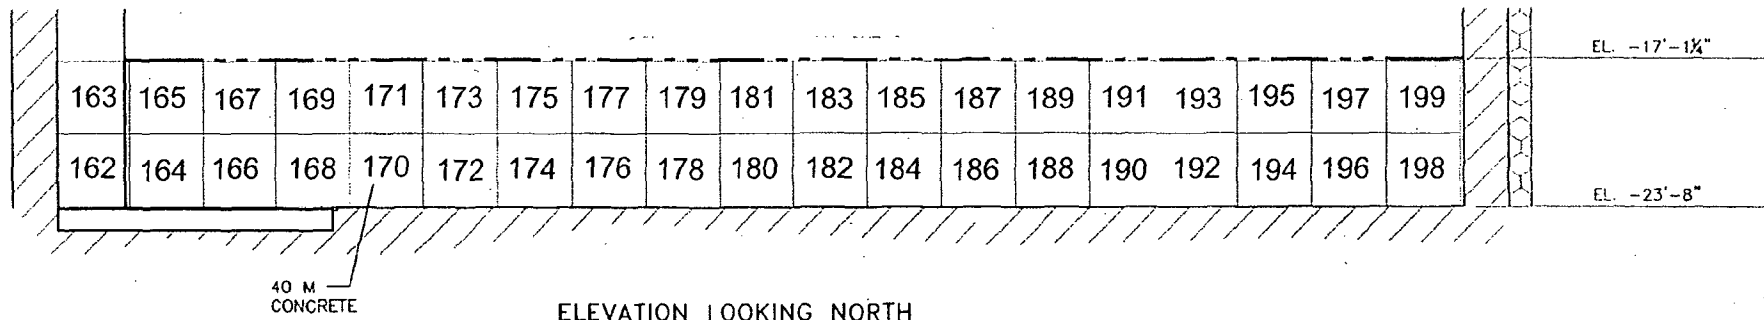 EL. -17'-1¼"
163 165 167 169 171 173 175 177 179 181 183 185 187 189 191 193 195 197 199
162 164 166 168 170 172 174 176 178 180 182 184 186 188 190 192 194 196 198
EL. -23'-8"
40 M
CONCRETE
ELEVATION LOOKING NORTH